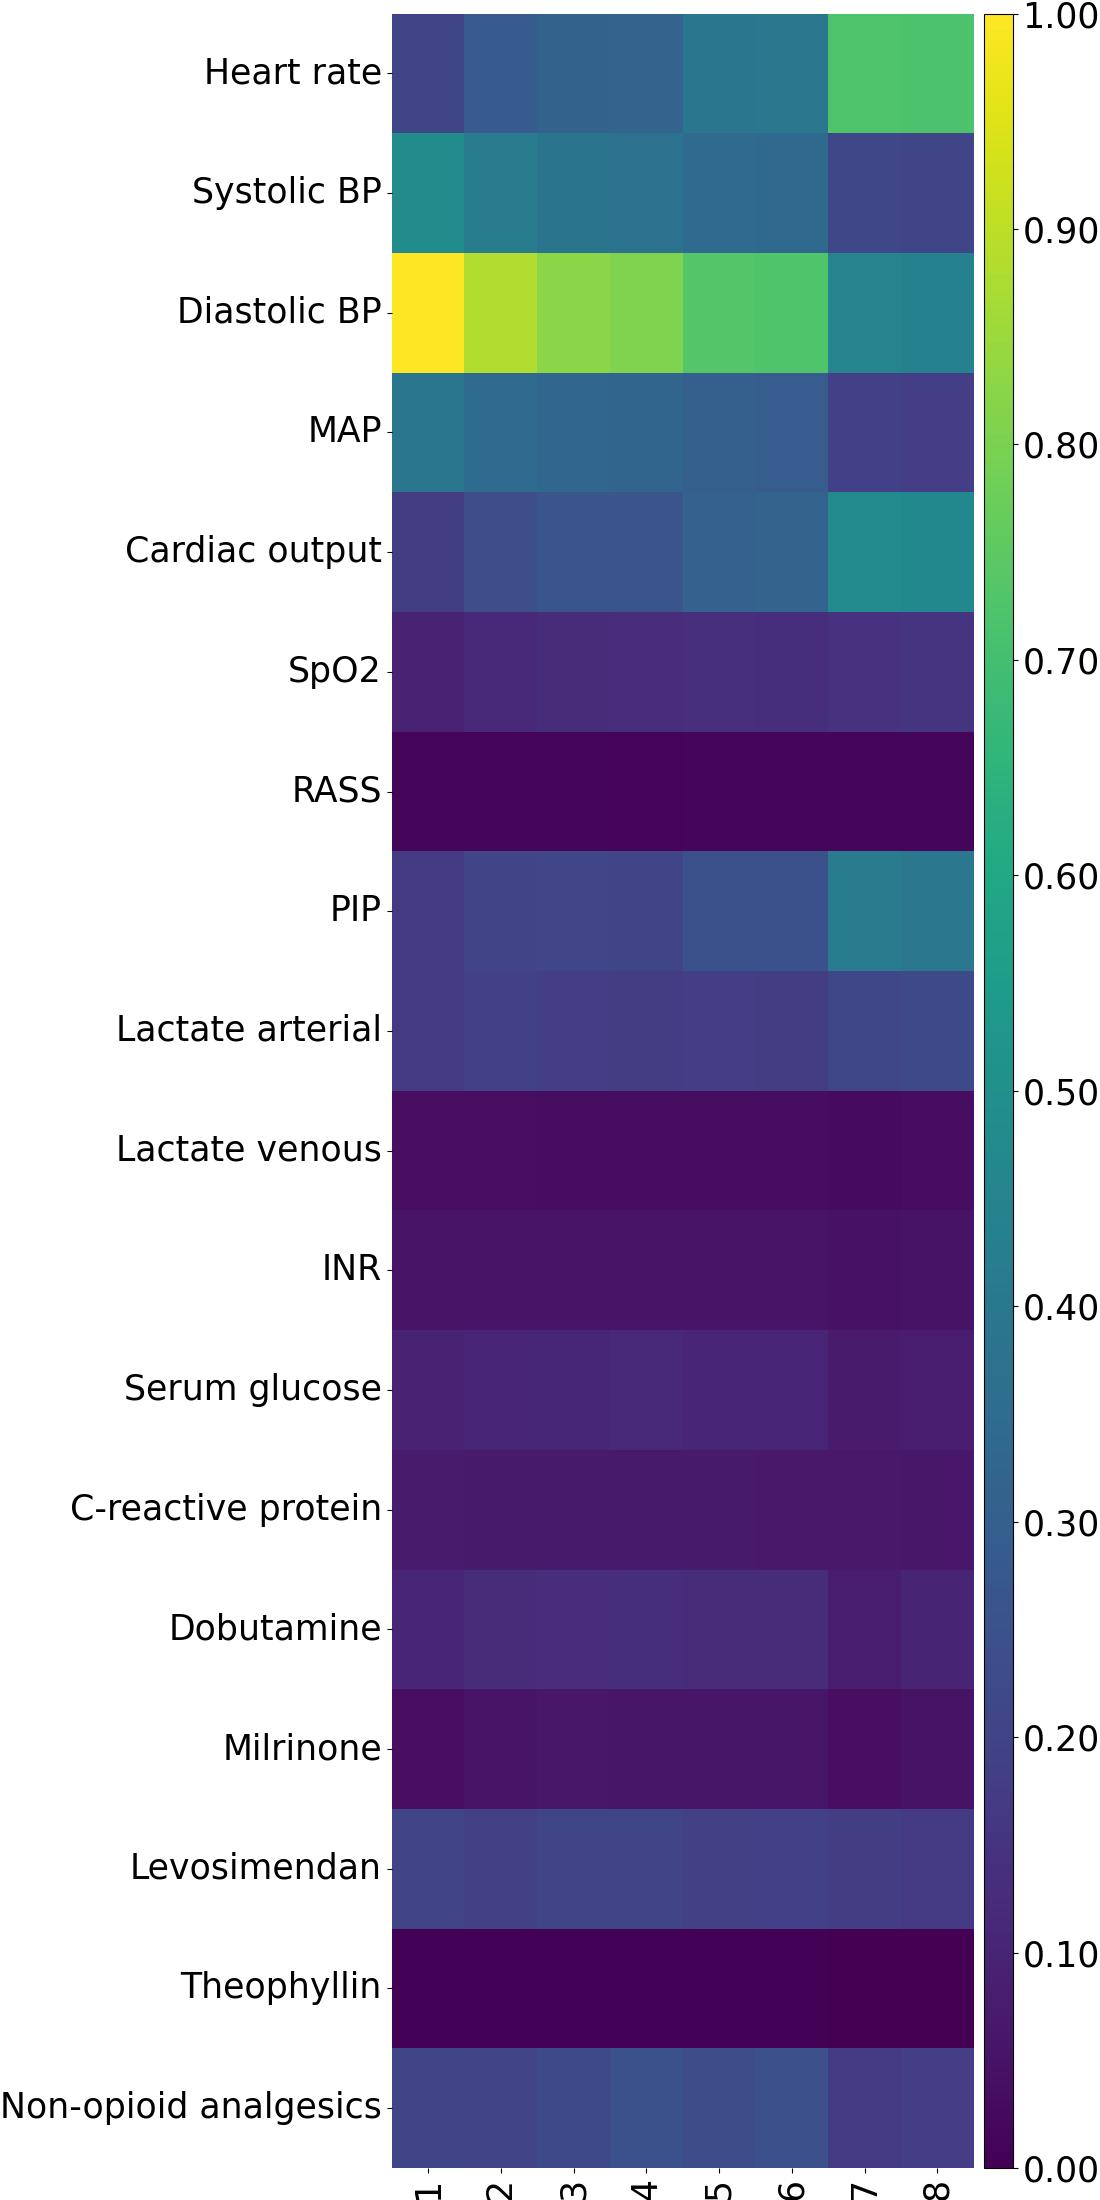 Heart rate
Systolic BP
Diastolic BP
MAP
Cardiac output
SpO2
RASS
PIP
Lactate arterial
Lactate venous
INR
Serum glucose
C-reactive protein
Dobutamine
Milrinone
Levosimendan
Theophyllin
Non-opioid analgesics
1 2 3 4 5 6 7 8
1.00
0.90
0.80
0.70
0.60
0.50
0.40
0.30
0.20
0.10
0.00